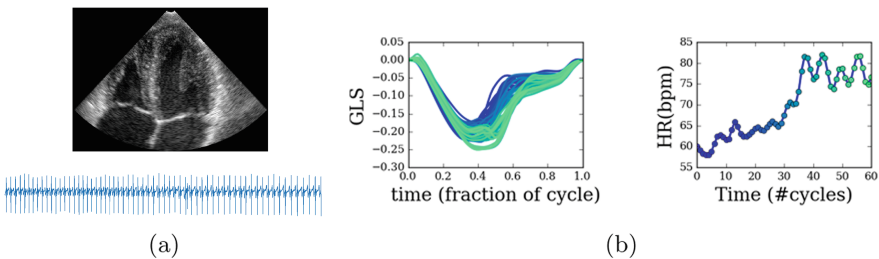 0.05
0.00
−0.05
−0.10
−0.15
−0.20
−0.25
−0.30
GLS
0.0 0.2 0.4 0.6 0.8 1.0
time (fraction of cycle)
85
80
75
70
65
60
55
HR(bpm)
0 10 20 30 40 50 60
Time (#cycles)
(a)
(b)